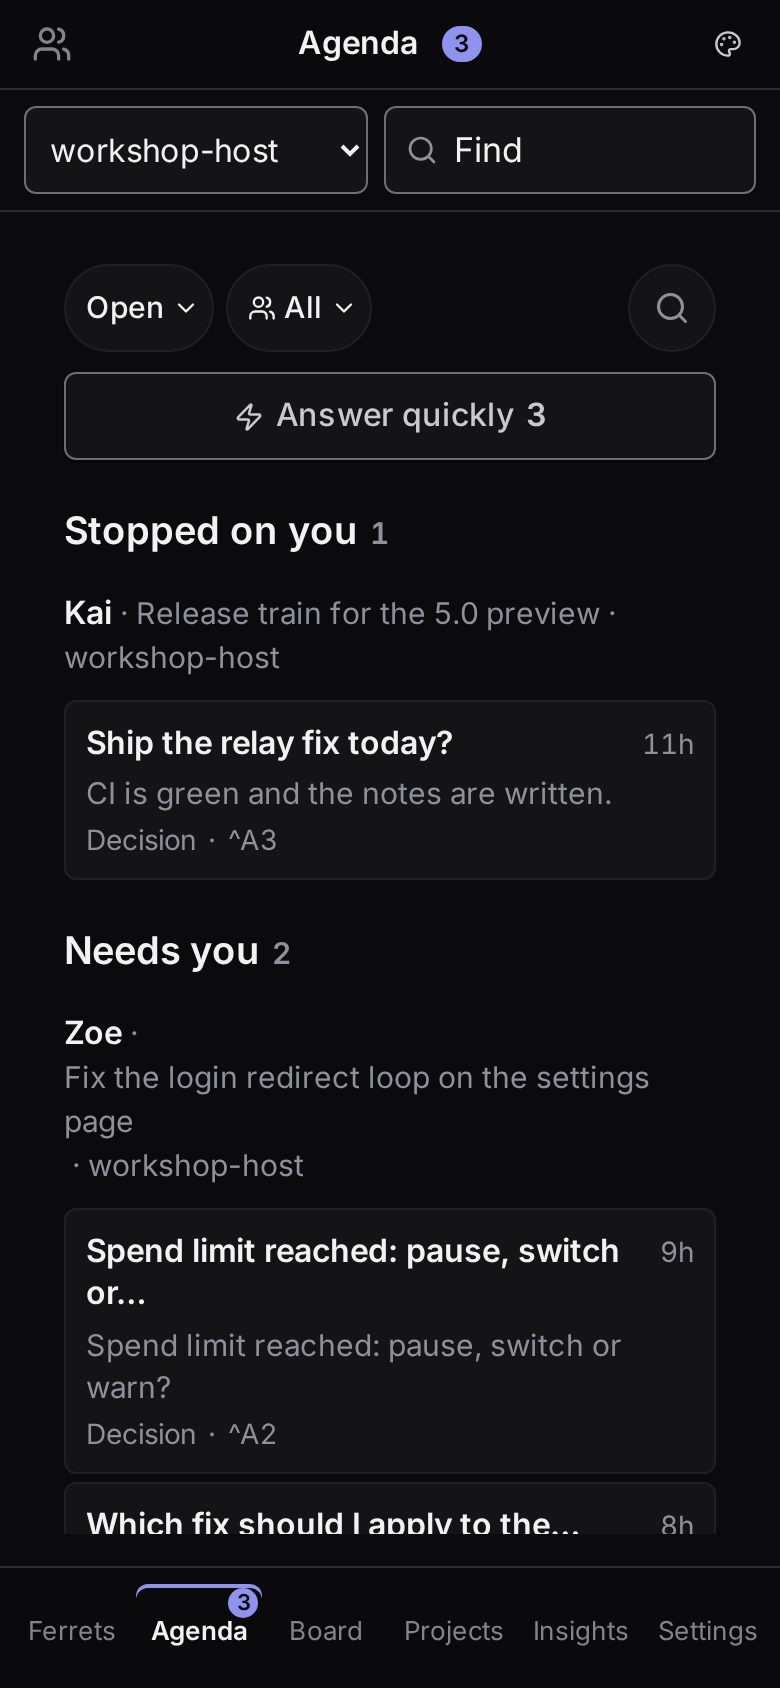 Agenda 3
workshop-host
Find
Open
All
Answer quickly 3
Stopped on you 1
Kai · Release train for the 5.0 preview ·
workshop-host
Ship the relay fix today? 11h
CI is green and the notes are written.
Decision · ^A3
Needs you 2
Zoe ·
Fix the login redirect loop on the settings
page
· workshop-host
Spend limit reached: pause, switch 9h
or...
Spend limit reached: pause, switch or
warn?
Decision · ^A2
Which fix should I apply to the... 8h
3
Ferrets Agenda Board Projects Insights Settings